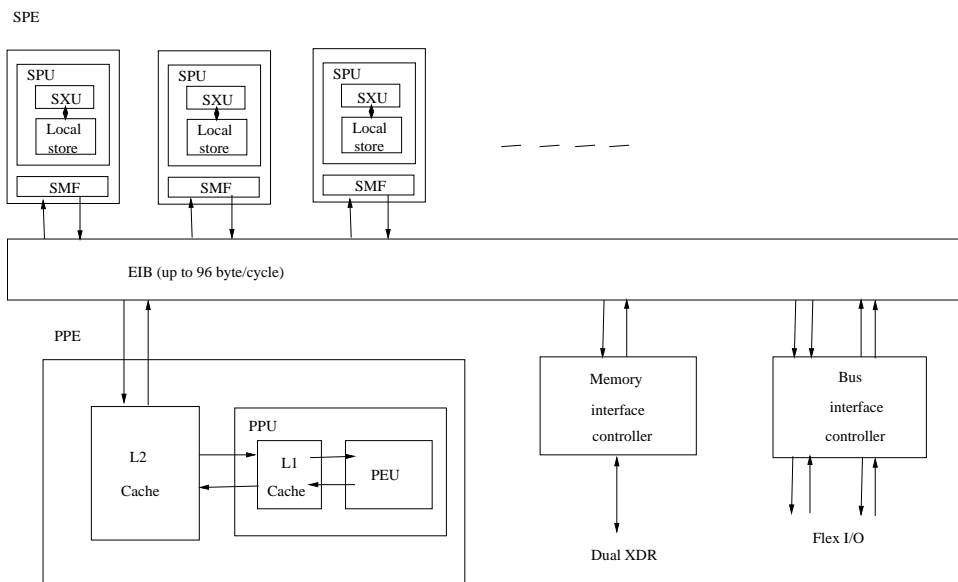 SPE
SPU
SXU
Local
store
SMF
SPU
SXU
Local
store
SMF
SPU
SXU
Local
store
SMF
EIB (up to 96 byte/cycle)
PPE
L2
Cache
PPU
L1
Cache
PEU
Memory
interface
controller
Dual XDR
Bus
interface
controller
Flex I/O